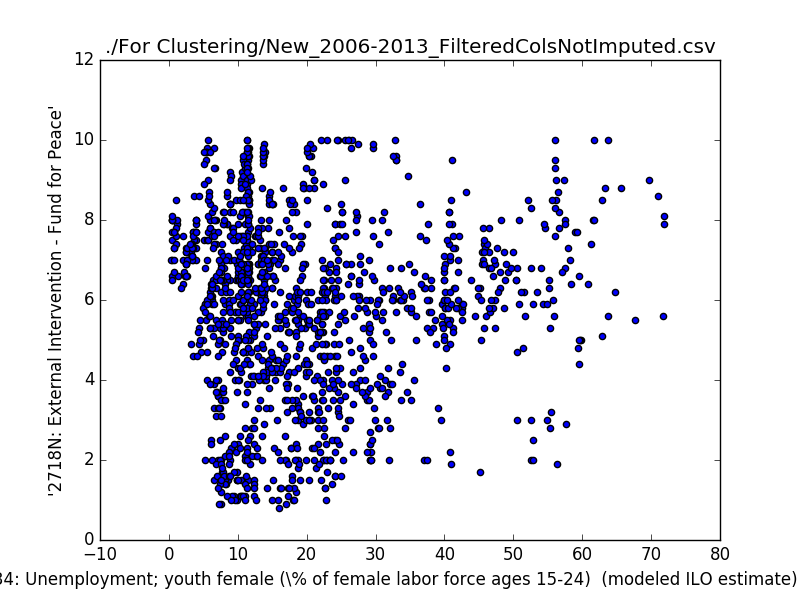 ./For Clustering/New_2006-2013_FilteredColsNotImputed.csv
'2718N: External Intervention - Fund for Peace'
12
10
8
6
4
2
0
−10 0 10 20 30 40 50 60 70 80
34: Unemployment; youth female (\% of female labor force ages 15-24) (modeled ILO estimate)